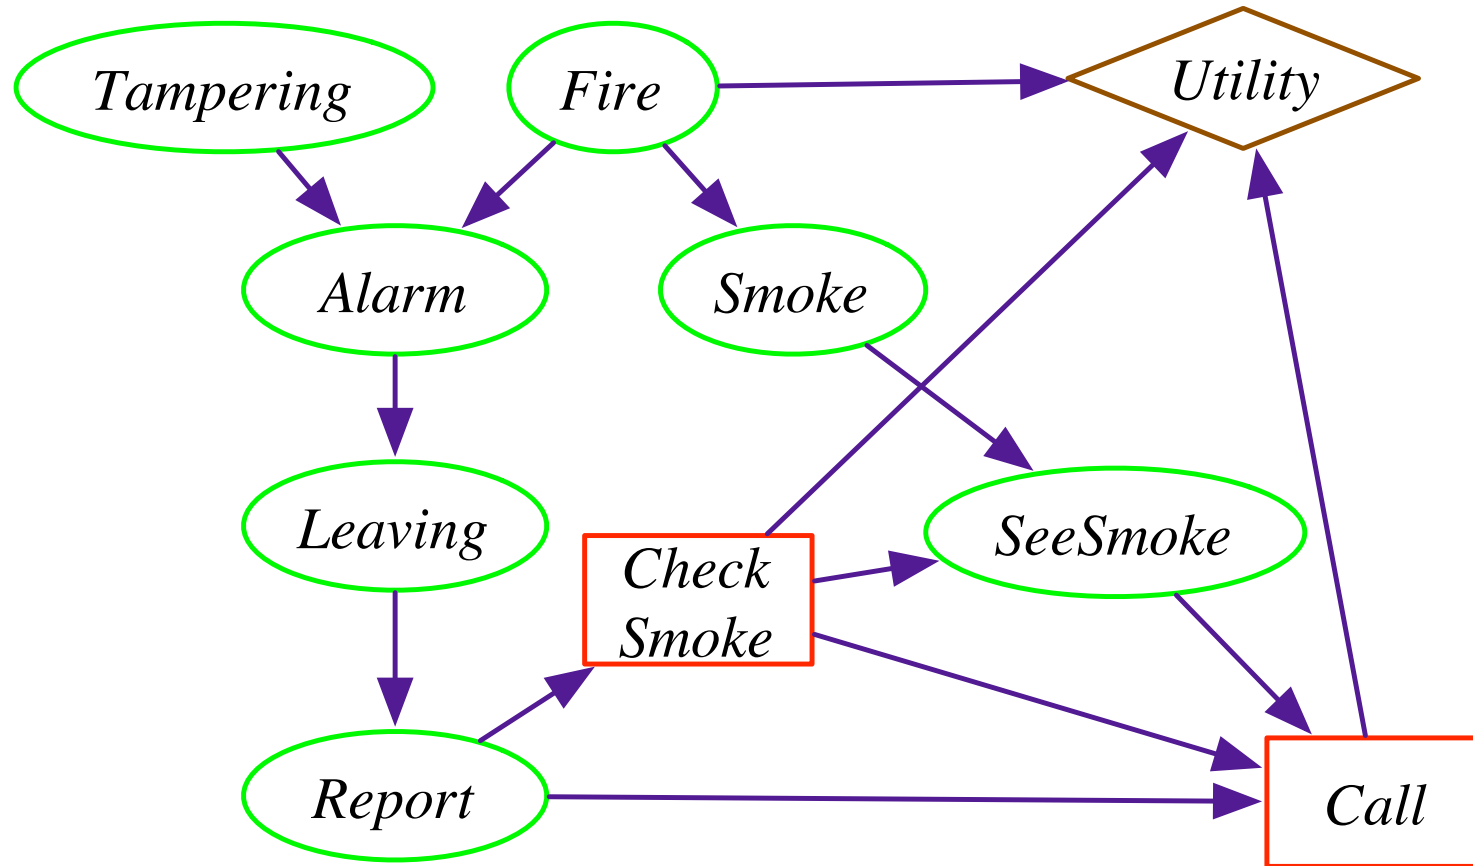 Tampering
Fire
Utility
Alarm
Smoke
Leaving
Check
Smoke
SeeSmoke
Report
Call